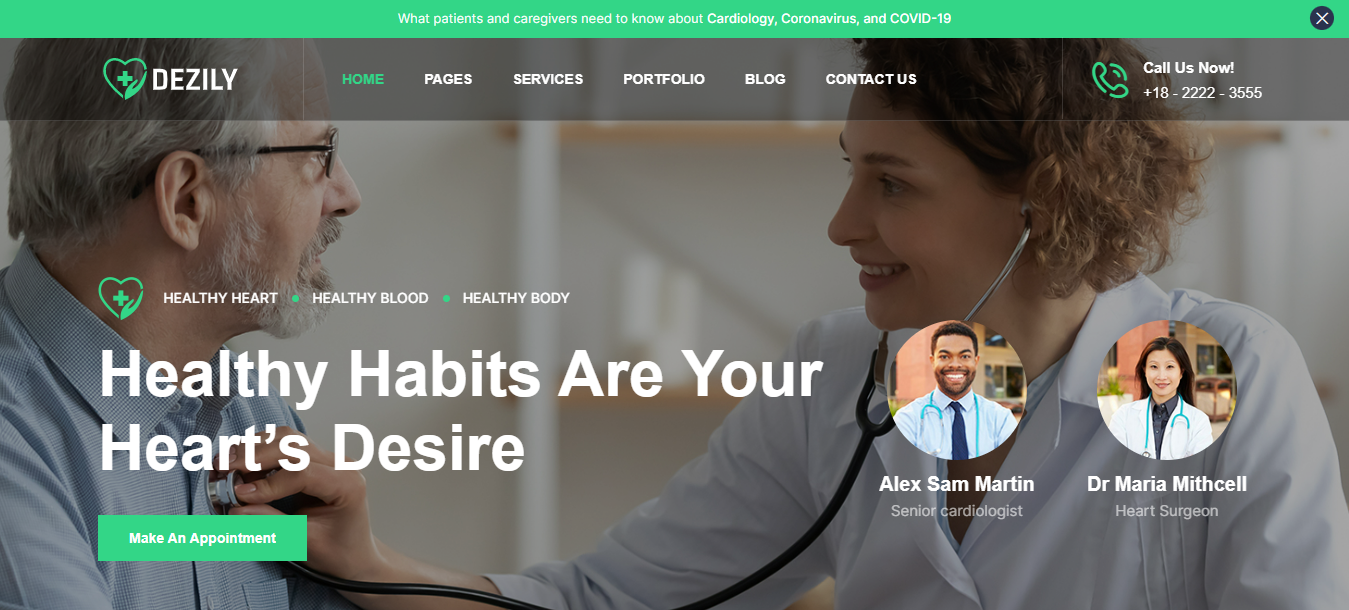 What patients and caregivers need to know about Cardiology, Coronavirus, and COVID-19
DEZILY
HOME PAGES SERVICES PORTFOLIO BLOG CONTACT US
Call Us Now!
+18 - 2222 - 3555
HEALTHY HEART • HEALTHY BLOOD • HEALTHY BODY
Healthy Habits Are Your
Heart’s Desire
Make An Appointment
Alex Sam Martin
Senior cardiologist
Dr Maria Mithcell
Heart Surgeon